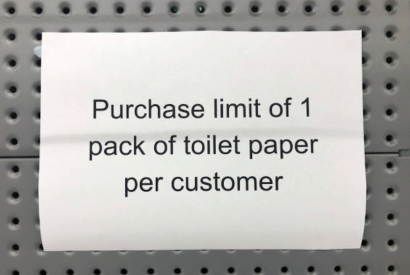 Purchase limit of 1
pack of toilet paper
per customer